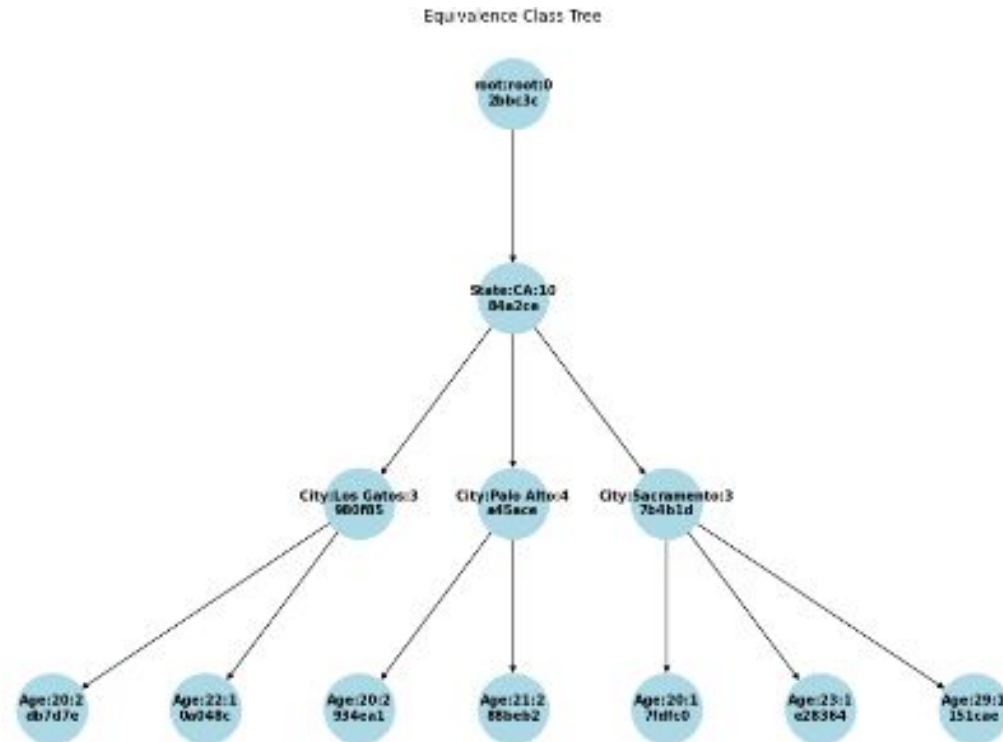 Equivalence Class Tree
root:root:0
2bbc3c
State:CA:10
84a2ce
City:Los Gatos:3
980f85
City:Palo Alto:4
a45ace
City:Sacramento:3
7b4b1d
Age:20:2
db7d7e
Age:22:1
0a048c
Age:20:2
934ea1
Age:21:2
86beb2
Age:20:1
7fdfc0
Age:23:1
e28364
Age:29:1
151cae